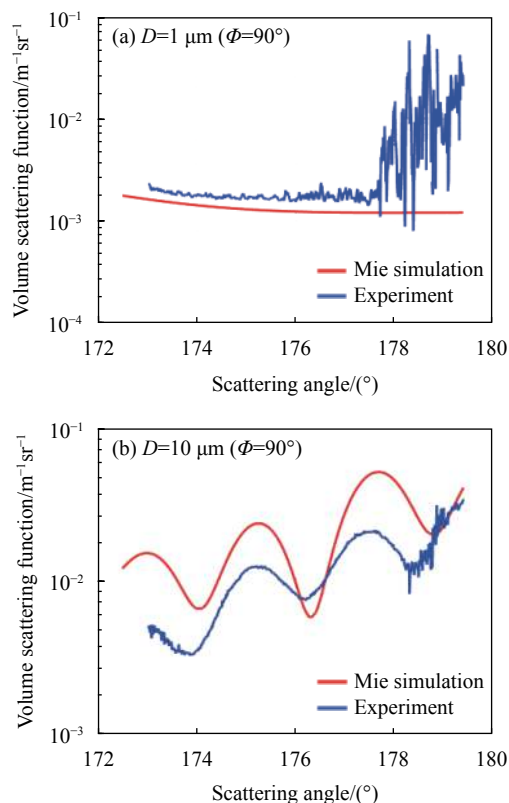 (a) D=1 μm (Φ=90°)
Volume scattering function/m⁻¹sr⁻¹
10⁻¹
10⁻²
10⁻³
10⁻⁴
Mie simulation
Experiment
172 174 176 178 180
Scattering angle/(°)
(b) D=10 μm (Φ=90°)
Volume scattering function/m⁻¹sr⁻¹
10⁻¹
10⁻²
10⁻³
Mie simulation
Experiment
172 174 176 178 180
Scattering angle/(°)